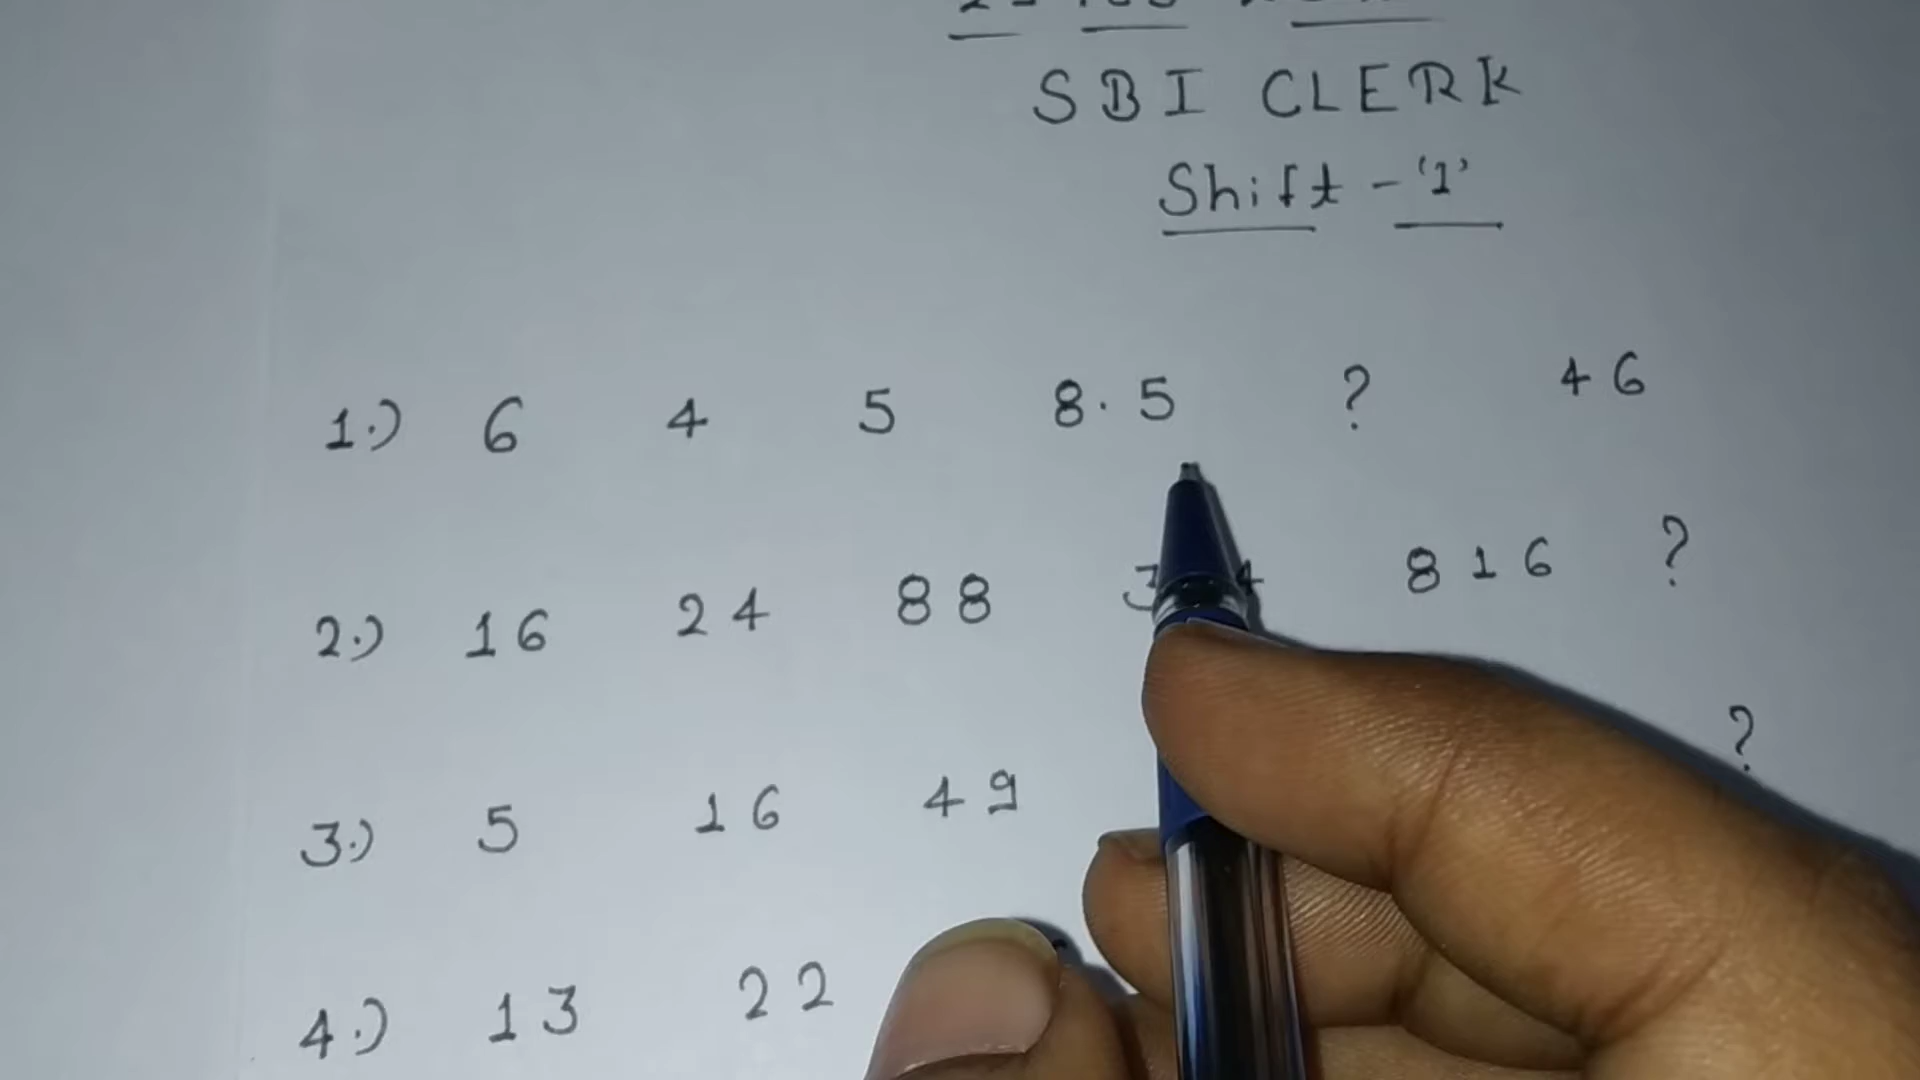 SBI CLERK
Shift - '1'
1.) 6 4 5 8.5 ? 46
2.) 16 24 88 816 ?
3.) 5 16 49 ?
4.) 13 22